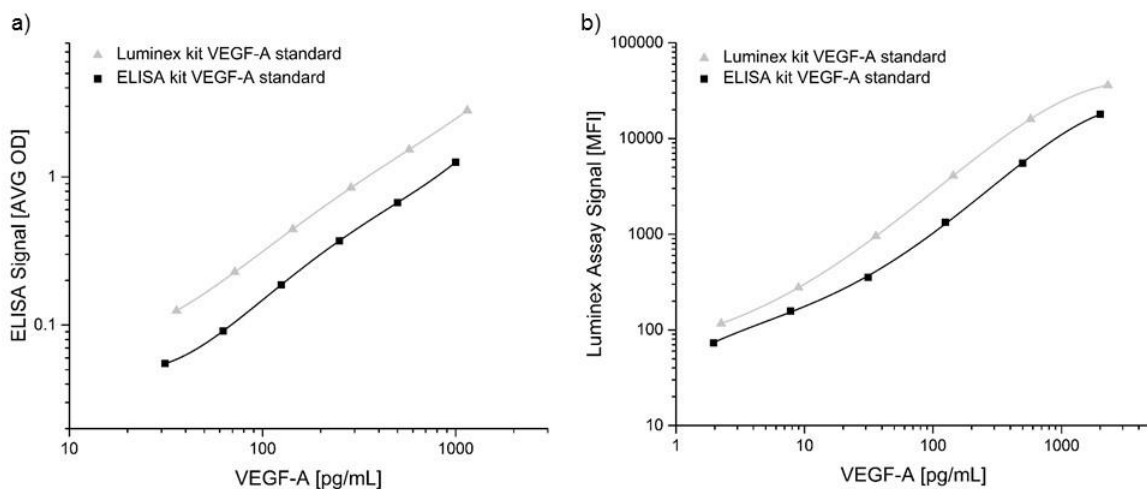 a)
Luminex kit VEGF-A standard
ELISA kit VEGF-A standard
ELISA Signal [AVG OD]
1
0.1
10
100
1000
VEGF-A [pg/mL]
b)
Luminex kit VEGF-A standard
ELISA kit VEGF-A standard
Luminex Assay Signal [MFI]
100000
10000
1000
100
10
1
10
100
1000
VEGF-A [pg/mL]